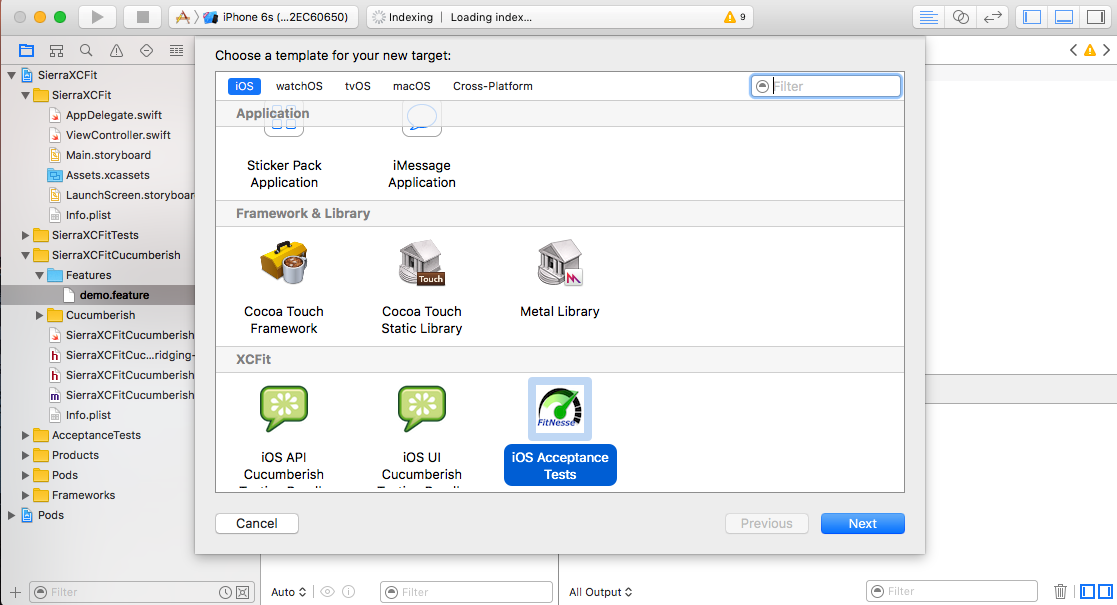 iPhone 6s (...2EC60650)
Indexing | Loading index...
9
Choose a template for your new target:
iOS
watchOS
tvOS
macOS
Cross-Platform
Filter
Application
Sticker Pack
Application
iMessage
Application
Framework & Library
Touch
Cocoa Touch
Framework
Cocoa Touch
Static Library
Metal Library
XCFit
FitNesse
iOS API
Cucumberish
iOS UI
Cucumberish
iOS Acceptance
Tests
Cancel
Previous
Next
SierraXCFit
SierraXCFit
AppDelegate.swift
ViewController.swift
Main.storyboard
Assets.xcassets
LaunchScreen.storyboar
Info.plist
SierraXCFitTests
SierraXCFitCucumberish
Features
demo.feature
Cucumberish
SierraXCFitCucumberish
SierraXCFitCuc...ridging-
h
SierraXCFitCucumberish
h
SierraXCFitCucumberish
m
Info.plist
AcceptanceTests
Products
Pods
Frameworks
Pods
Filter
Auto
Filter
All Output
Filter